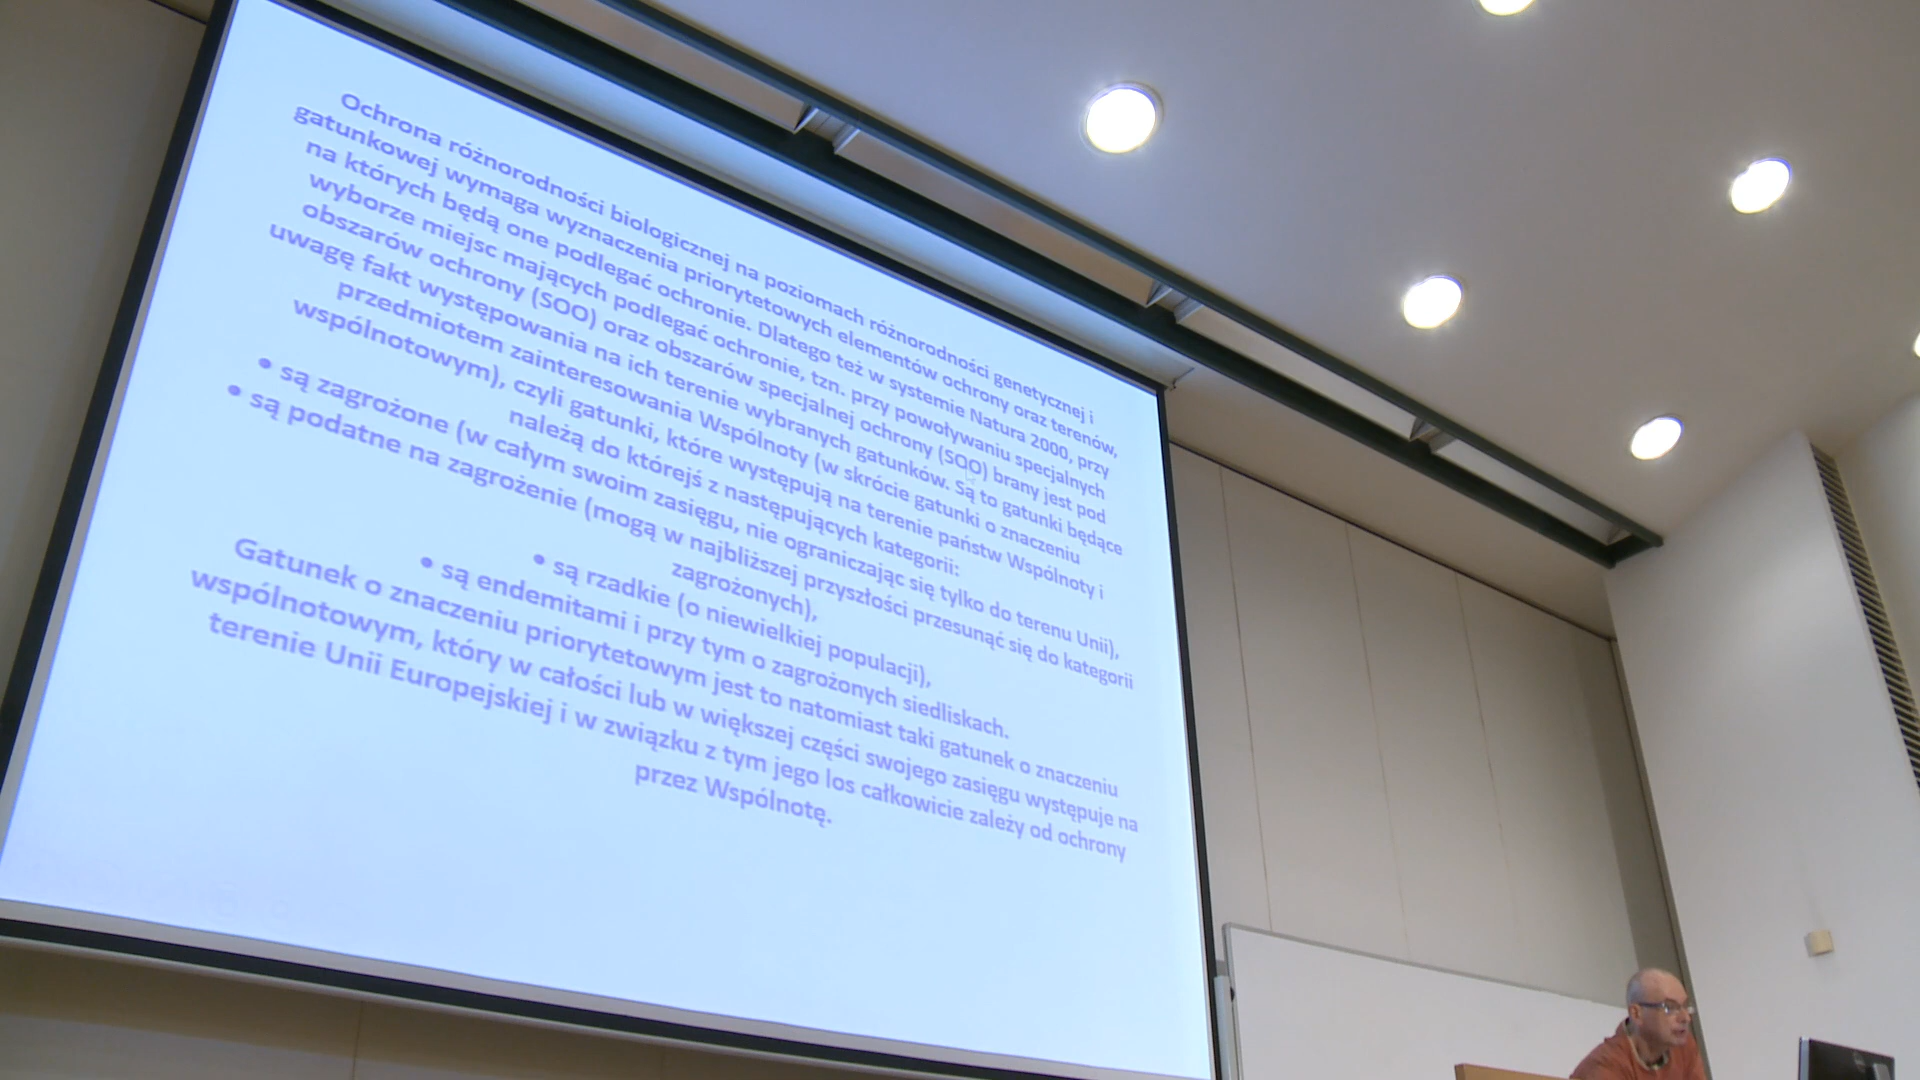 Ochrona różnorodności biologicznej na poziomach różnorodności genetycznej i
gatunkowej wymaga wyznaczenia priorytetowych elementów ochrony oraz terenów,
na których będą one podlegać ochronie. Dlatego też w systemie Natura 2000, przy
wyborze miejsc mających podlegać ochronie, tzn. przy powoływaniu specjalnych
obszarów ochrony (SOO) oraz obszarów specjalnej ochrony (SOO) brany jest pod
uwagę fakt występowania na ich terenie wybranych gatunków. Są to gatunki będące
przedmiotem zainteresowania Wspólnoty (w skrócie gatunki o znaczeniu
wspólnotowym), czyli gatunki, które występują na terenie państw Wspólnoty i
należą do którejś z następujących kategorii:
• są zagrożone (w całym swoim zasięgu, nie ograniczając się tylko do terenu Unii),
• są podatne na zagrożenie (mogą w najbliższej przyszłości przesunąć się do kategorii
zagrożonych),
• są rzadkie (o niewielkiej populacji),
• są endemitami i przy tym o zagrożonych siedliskach.
Gatunek o znaczeniu priorytetowym jest to natomiast taki gatunek o znaczeniu
wspólnotowym, który w całości lub w większej części swojego zasięgu występuje na
terenie Unii Europejskiej i w związku z tym jego los całkowicie zależy od ochrony
przez Wspólnotę.